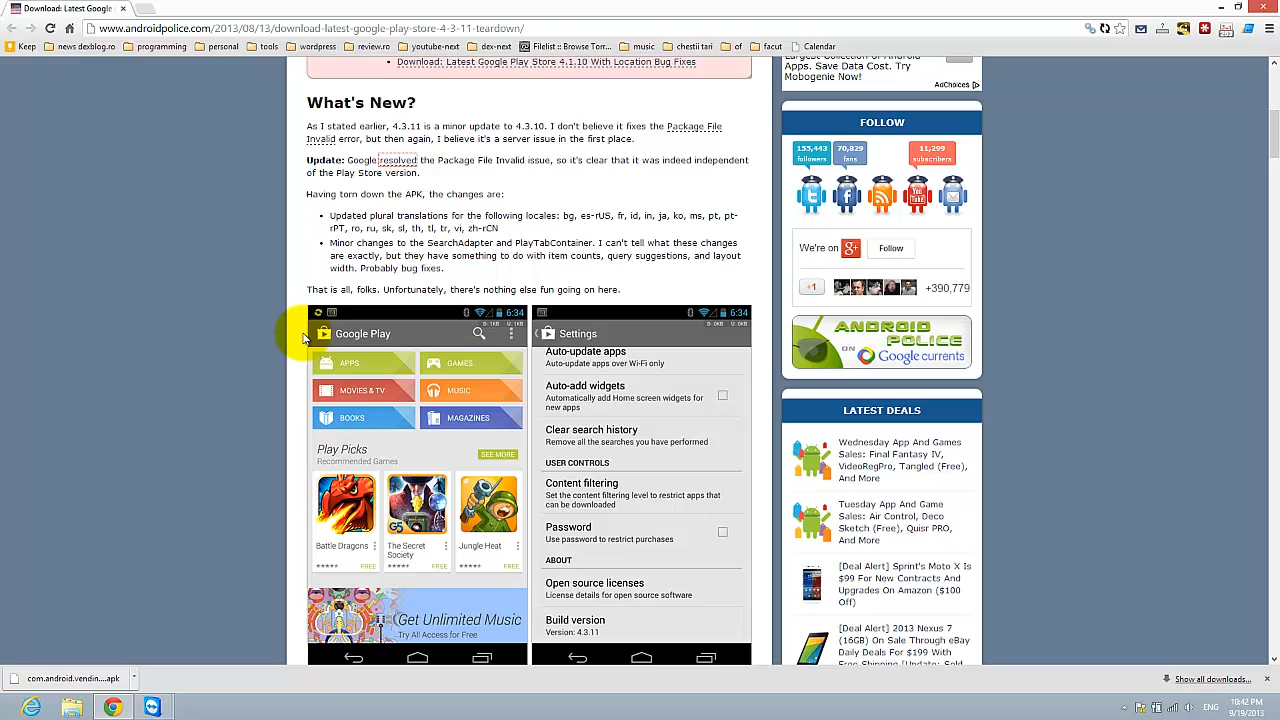 Download: Latest Google
www.androidpolice.com/2013/08/13/download-latest-google-play-store-4-3-11-teardown/
Keep
news dexblog.ro
programming
personal
tools
wordpress
review.ro
youtube-next
dex-next
Filelist :: Browse Torr...
music
chestii tari
of
facut
Calendar
Download: Latest Google Play Store 4.1.10 With Location Bug Fixes
What's New?
As I stated earlier, 4.3.11 is a minor update to 4.3.10. I don't believe it fixes the Package File
Invalid error, but then again, I believe it's a server issue in the first place.
Update: Google resolved the Package File Invalid issue, so it's clear that it was indeed independent
of the Play Store version.
Having torn down the APK, the changes are:
• Updated plural translations for the following locales: bg, es-rUS, fr, id, in, ja, ko, ms, pt, pt-
rPT, ro, ru, sk, sl, th, tl, tr, vi, zh-rCN
• Minor changes to the SearchAdapter and PlayTabContainer. I can't tell what these changes
are exactly, but they have something to do with item counts, query suggestions, and layout
width. Probably bug fixes.
That is all, folks. Unfortunately, there's nothing else fun going on here.
6:34
D: 1KB U: 1KB
Google Play
APPS
GAMES
MOVIES & TV
MUSIC
BOOKS
MAGAZINES
Play Picks
Recommended Games
SEE MORE
G5
Battle Dragons
The Secret
Society
Jungle Heat
FREE
FREE
FREE
Get Unlimited Music
Try All Access for Free
6:34
D: 0KB U: 0KB
Settings
Auto-update apps
Auto-update apps over Wi-Fi only
Auto-add widgets
Automatically add Home screen widgets for
new apps
Clear search history
Remove all the searches you have performed
USER CONTROLS
Content filtering
Set the content filtering level to restrict apps that
can be downloaded
Password
Use password to restrict purchases
ABOUT
Open source licenses
License details for open source software
Build version
Version: 4.3.11
Apps. Save Data Cost. Try
Mobogenie Now!
AdChoices
FOLLOW
155,443
followers
70,829
fans
11,299
subscribers
We're on
Follow
+1
+390,779
ANDROID
POLICE
ON
Google currents
LATEST DEALS
Wednesday App And Games
Sales: Final Fantasy IV,
VideoRegPro, Tangled (Free),
And More
Tuesday App And Game
Sales: Air Control, Deco
Sketch (Free), Quisr PRO,
And More
[Deal Alert] Sprint's Moto X Is
$99 For New Contracts And
Upgrades On Amazon ($100
Off)
[Deal Alert] 2013 Nexus 7
(16GB) On Sale Through eBay
Daily Deals For $199 With
Free Shipping [Update: Sold
com.android.vendin....apk
Show all downloads...
ENG
10:42 PM
9/19/2013